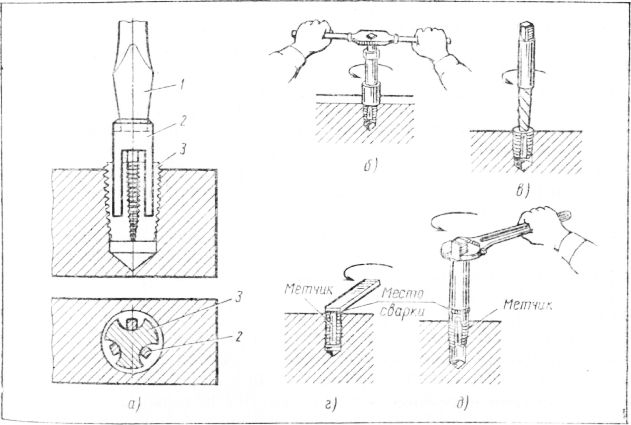 1
2
3
3
2
а)
б)
в)
Метчик
Место
сварки
г)
Метчик
д)